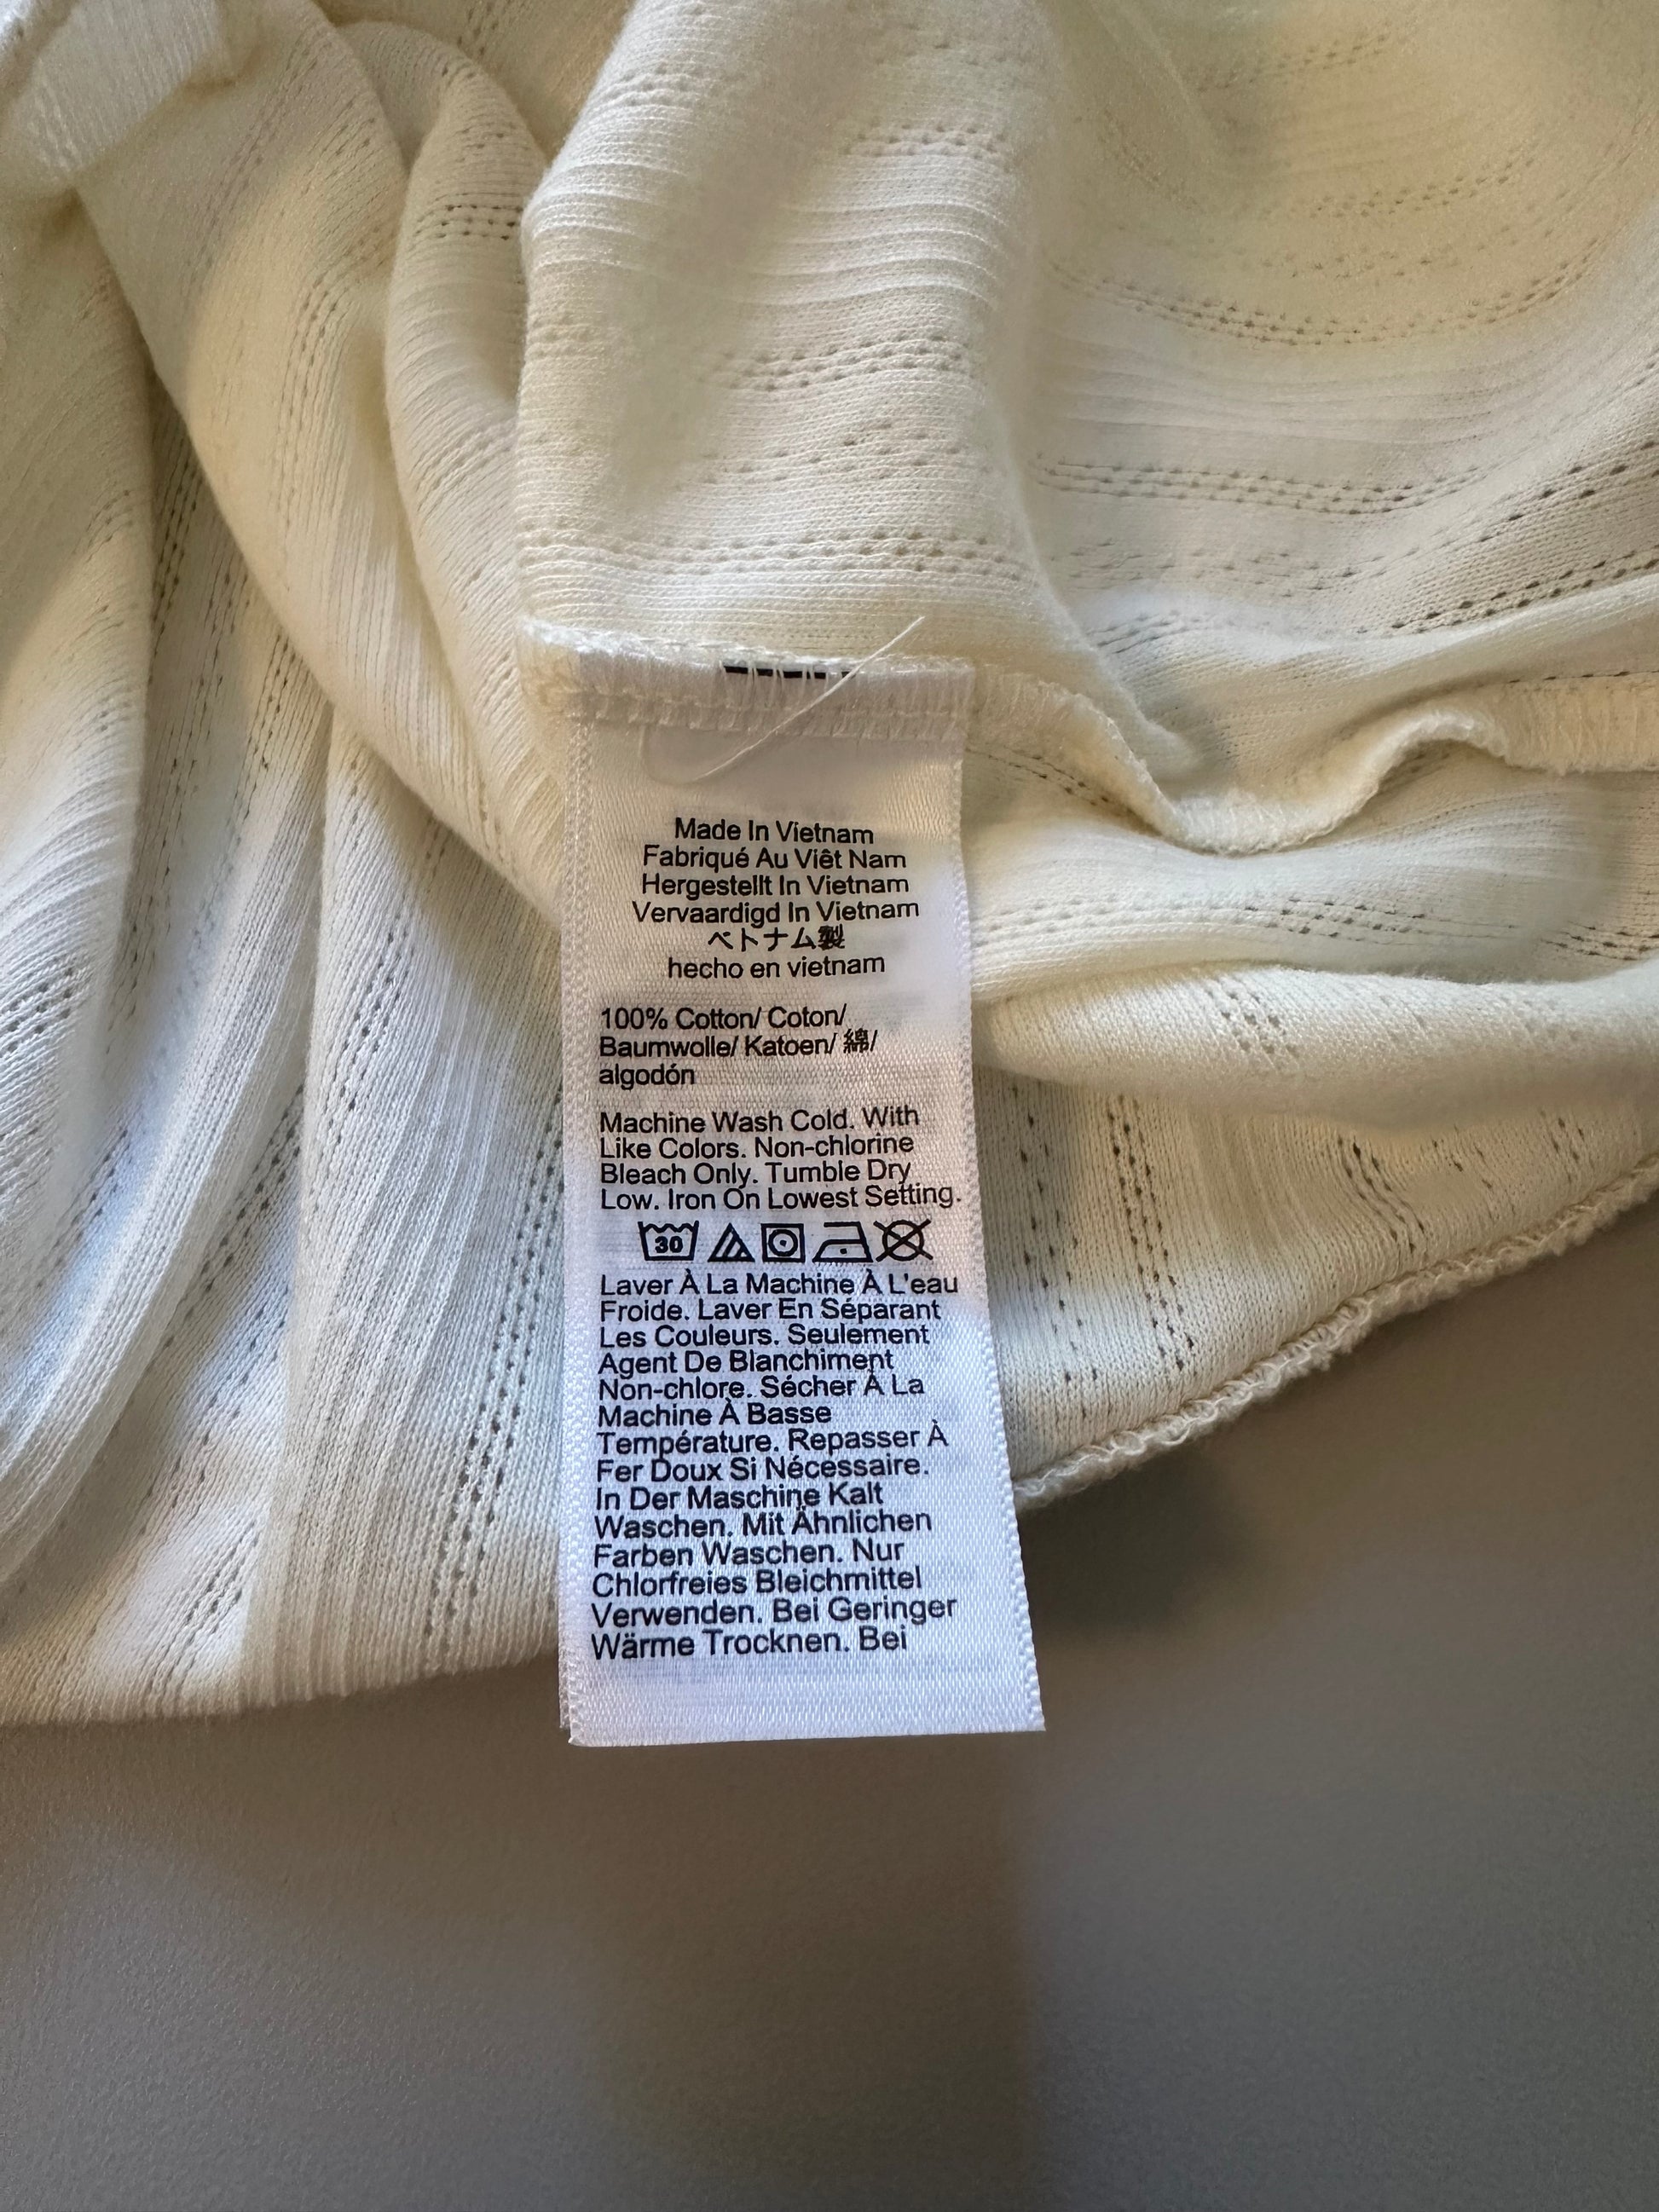 Made In Vietnam
Fabriqué Au Viêt Nam
Hergestellt In Vietnam
Vervaardigd In Vietnam
ベトナム製
hecho en vietnam
100% Cotton/ Coton/
Baumwolle/ Katoen/ 綿/
algodón
Machine Wash Cold. With
Like Colors. Non-chlorine
Bleach Only. Tumble Dry
Low. Iron On Lowest Setting.
30
Laver À La Machine À L'eau
Froide. Laver En Séparant
Les Couleurs. Seulement
Agent De Blanchiment
Non-chlore. Sécher À La
Machine À Basse
Température. Repasser À
Fer Doux Si Nécessaire.
In Der Maschine Kalt
Waschen. Mit Ähnlichen
Farben Waschen. Nur
Chlorfreies Bleichmittel
Verwenden. Bei Geringer
Wärme Trocknen. Bei